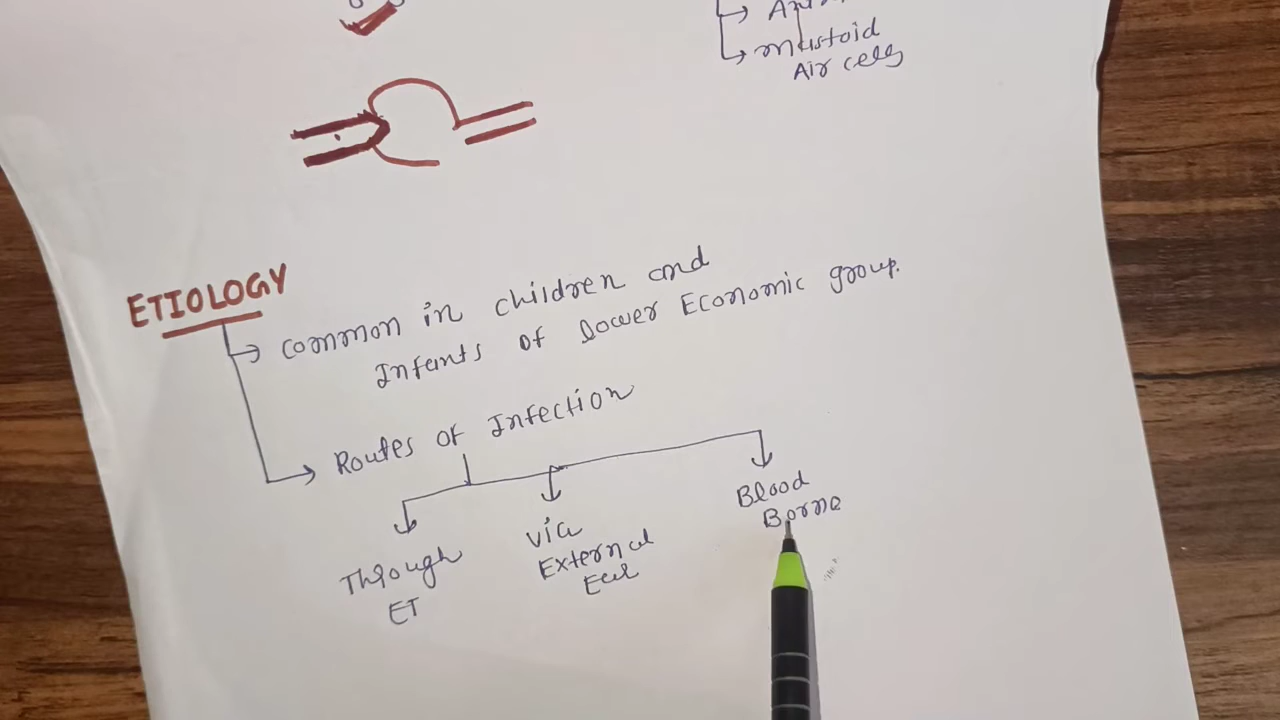 mastoid
Air cells
ETIOLOGY
common in children and
Infants of lower Economic group.
Routes of Infection
Through
ET
via
External
Ear
Blood
Borne